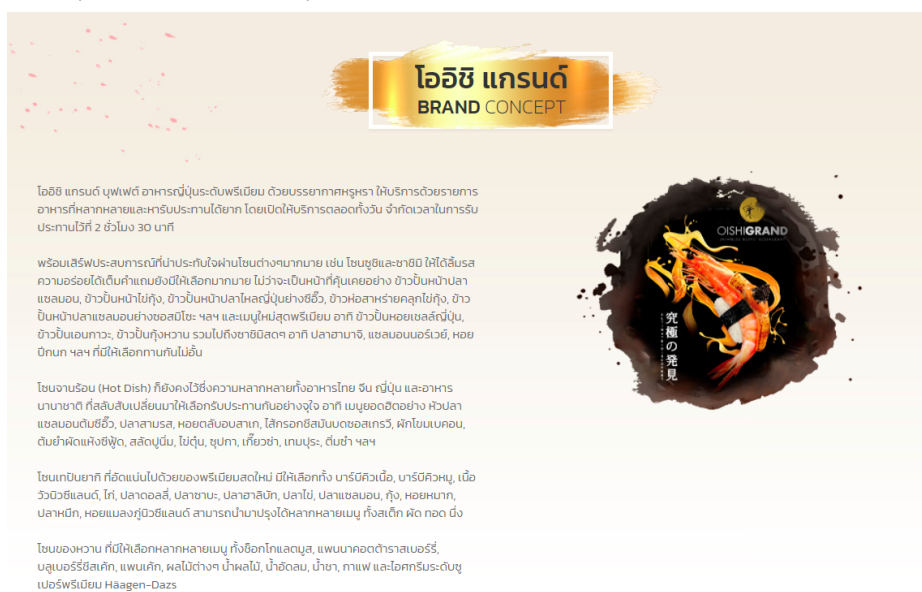 โออิชิ แกรนด์
BRAND CONCEPT
โออิชิ แกรนด์ บุฟเฟต์ อาหารญี่ปุ่นระดับพรีเมียม ด้วยบรรยากาศหรูหรา ให้บริการด้วยรายการ
อาหารที่หลากหลายและหารับประทานได้ยาก โดยเปิดให้บริการตลอดทั้งวัน จำกัดเวลาในการรับ
ประทานไว้ที่ 2 ชั่วโมง 30 นาที
พร้อมเสิร์ฟประสบการณ์ที่น่าประทับใจผ่านโซนต่างๆมากมาย เช่น โซนซูชิและซาชิมิ ให้ได้ลิ้มรส
ความอร่อยได้เต็มคำแถมยังมีให้เลือกมากมาย ไม่ว่าจะเป็นหน้าที่คุ้นเคยอย่าง ข้าวปั้นหน้าปลา
แซลมอน, ข้าวปั้นหน้าไข่กุ้ง, ข้าวปั้นหน้าปลาไหลญี่ปุ่นย่างซีอิ๊ว, ข้าวห่อสาหร่ายคลุกไข่กุ้ง, ข้าว
ปั้นหน้าปลาแซลมอนย่างซอสมิโซะ ฯลฯ และเมนูใหม่สุดพรีเมียม อาทิ ข้าวปั้นหอยเชลล์ญี่ปุ่น,
ข้าวปั้นเอนกาวะ, ข้าวปั้นกุ้งหวาน รวมไปถึงซาชิมิสดๆ อาทิ ปลาฮามาจิ, แซลมอนนอร์เวย์, หอย
ปีกนก ฯลฯ ที่มีให้เลือกทานกันไม่อั้น
โซนจานร้อน (Hot Dish) ก็ยังคงไว้ซึ่งความหลากหลายทั้งอาหารไทย จีน ญี่ปุ่น และอาหาร
นานาชาติ ที่สลับสับเปลี่ยนมาให้เลือกรับประทานกันอย่างจุใจ อาทิ เมนูยอดฮิตอย่าง หัวปลา
แซลมอนต้มซีอิ๊ว, ปลาสามรส, หอยตลับอบสาเก, ไส้กรอกชีสมันบดซอสเกรวี, ผักโขมเบคอน,
ต้มยำผัดแห้งซีฟู้ด, สลัดปูนิ่ม, ไข่ตุ๋น, ซุปกา, เกี๊ยวซ่า, เทมปุระ, ติ่มซำ ฯลฯ
โซนเทปันยากิ ที่อัดแน่นไปด้วยของพรีเมียมสดใหม่ มีให้เลือกทั้ง บาร์บีคิวเนื้อ, บาร์บีคิวหมู, เนื้อ
วัวนิวซีแลนด์, ไก่, ปลาดอลลี่, ปลาซาบะ, ปลาฮาลิบัท, ปลาไข่, ปลาแซลมอน, กุ้ง, หอยหมาก,
ปลาหมึก, หอยแมลงภู่นิวซีแลนด์ สามารถนำมาปรุงได้หลากหลายเมนู ทั้งสเต็ก ผัด ทอด นึ่ง
โซนของหวาน ที่มีให้เลือกหลากหลายเมนู ทั้งช็อกโกแลตมูส, แพนนาคอตต้าราสเบอร์รี่,
บลูเบอร์รี่ชีสเค้ก, แพนเค้ก, ผลไม้ต่างๆ น้ำผลไม้, น้ำอัดลม, น้ำชา, กาแฟ และไอศกรีมระดับซู
เปอร์พรีเมียม Häagen-Dazs
OISHIGRAND
究極の発見